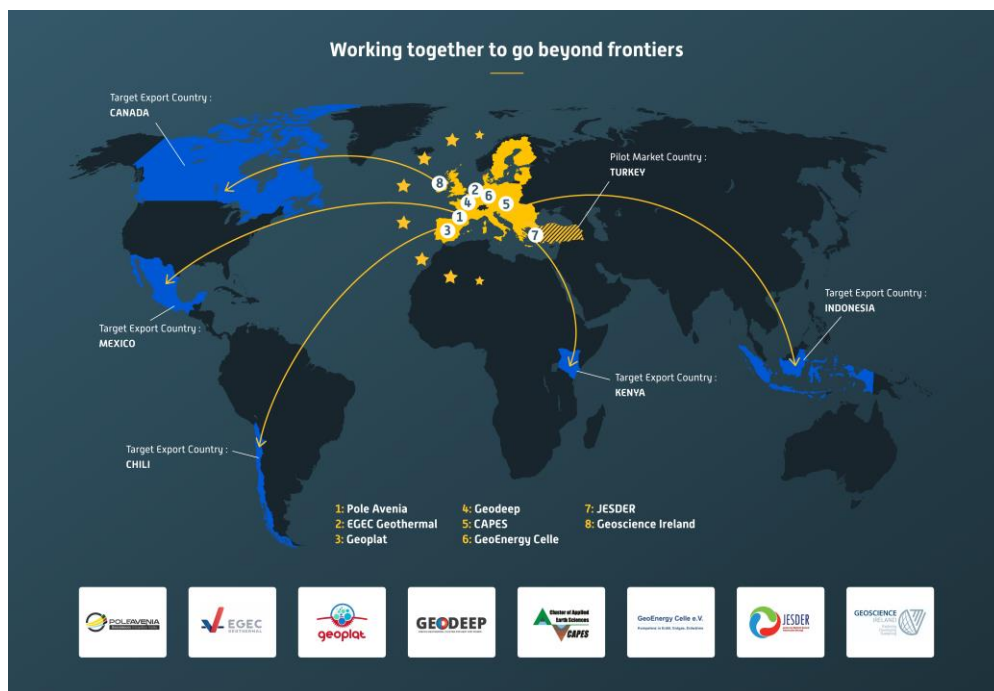 Working together to go beyond frontiers
Target Export Country :
CANADA
Pilot Market Country :
TURKEY
8
2
6
4
5
1
3
7
Target Export Country :
INDONESIA
Target Export Country :
MEXICO
Target Export Country :
KENYA
Target Export Country :
CHILI
1: Pole Avenia
2: EGEC Geothermal
3: Geoplat
4: Geodeep
5: CAPES
6: GeoEnergy Celle
7: JESDER
8: Geoscience Ireland
POLEAVENIA
EGEC
GEOTHERMAL
geoplat
GEODEEP
Cluster of Applied
Earth Sciences
CAPES
GeoEnergy Celle e.V.
JESDER
GEOSCIENCE
IRELAND